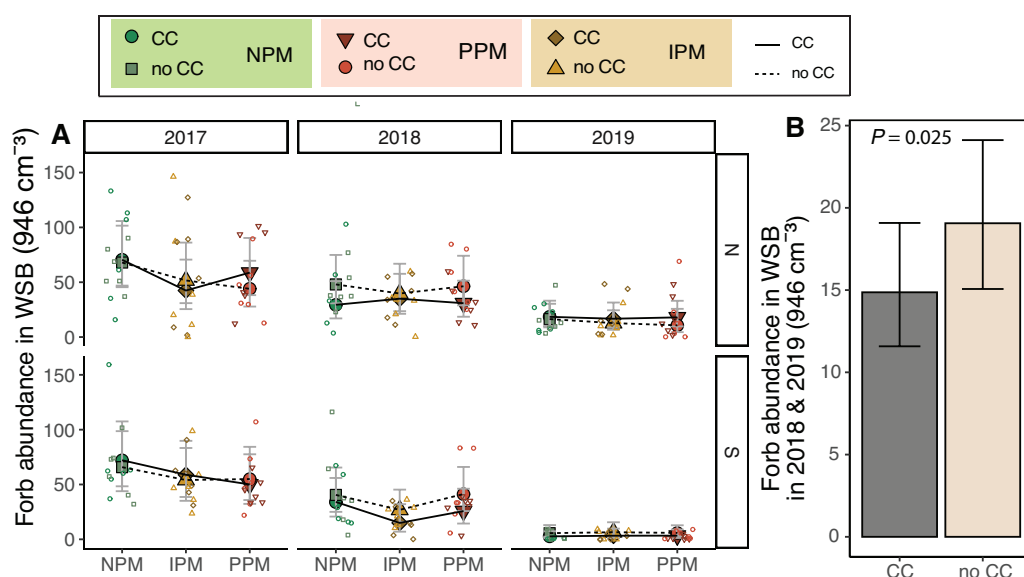 CC
no CC
NPM
CC
no CC
PPM
CC
no CC
IPM
CC
no CC
A
2017
2018
2019
Forb abundance in WSB (946 cm⁻³)
150
100
50
0
N
150
100
50
0
S
NPM IPM PPM
NPM IPM PPM
NPM IPM PPM
B
P = 0.025
Forb abundance in WSB
in 2018 & 2019 (946 cm⁻³)
25
20
15
10
5
0
CC
no CC